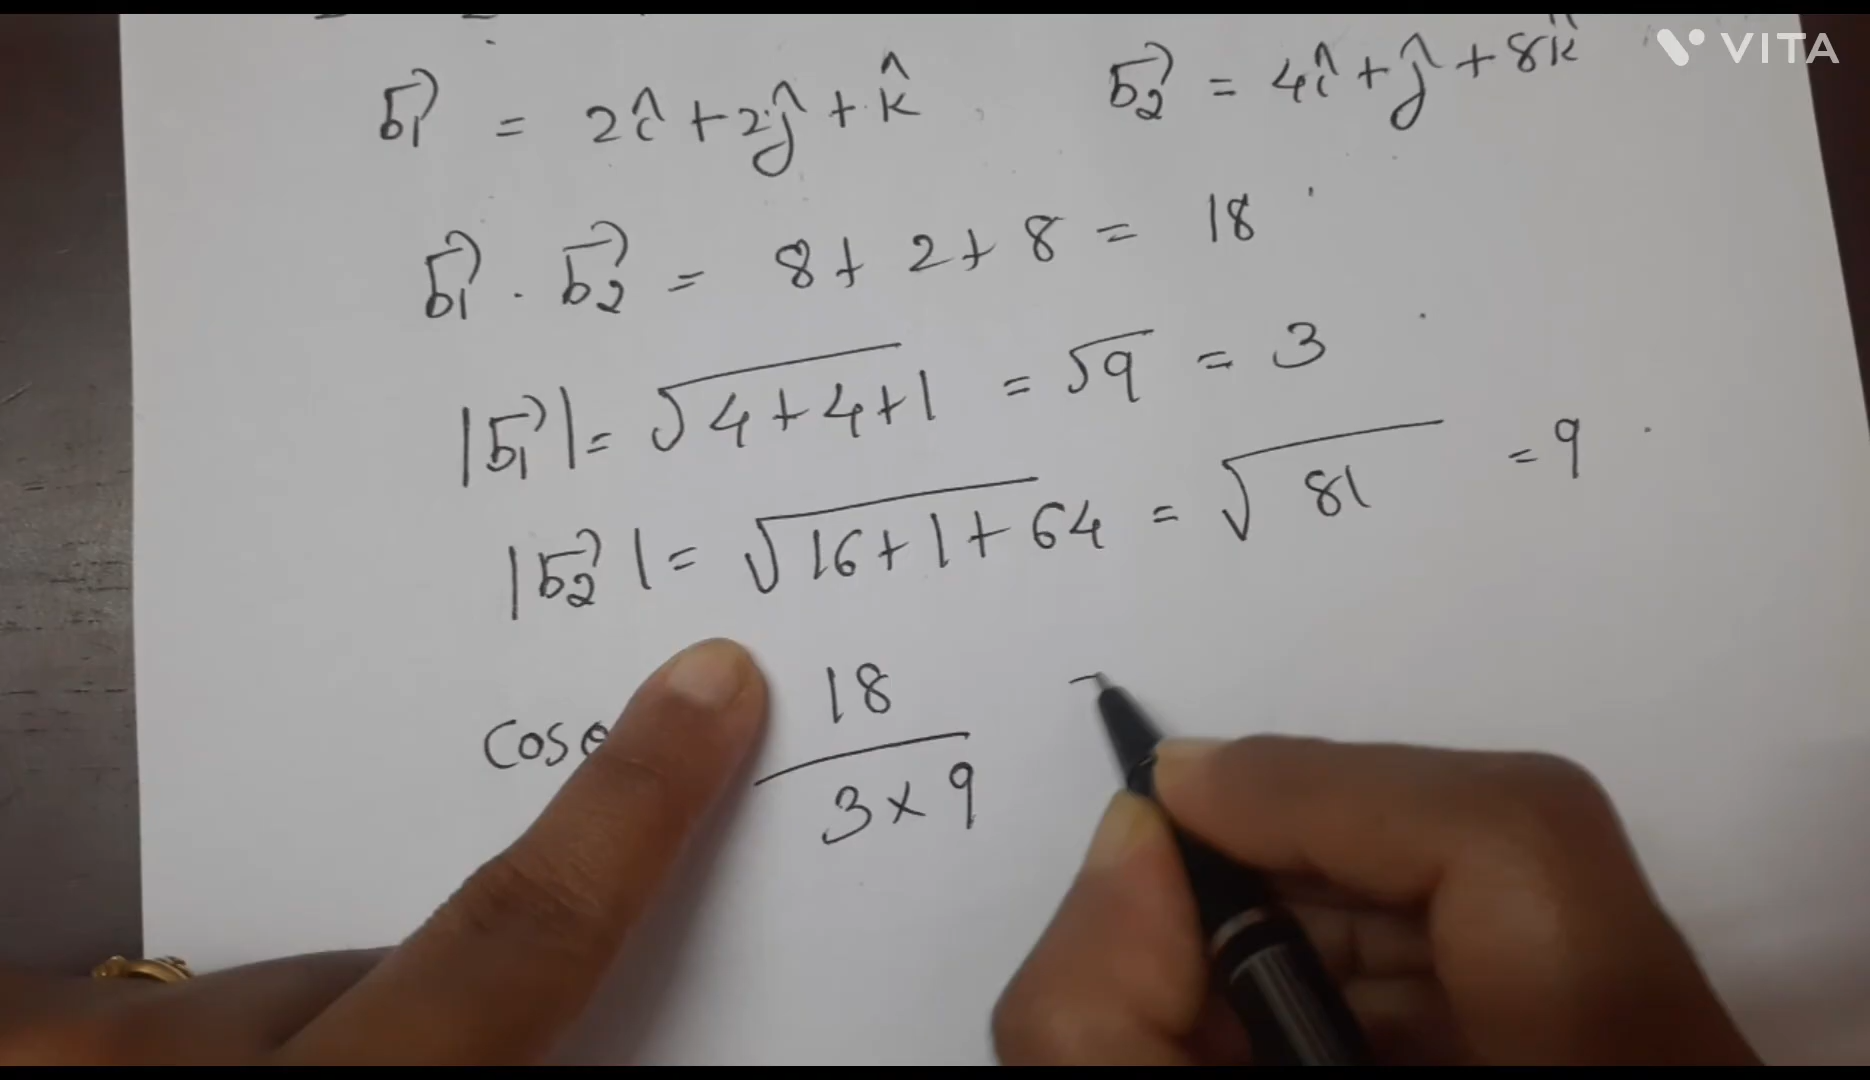 b₁⃗ = 2î + 2ĵ + k̂, b₂⃗ = 4î + ĵ + 8k̂
b₁⃗ . b₂⃗ = 8 + 2 + 8 = 18
|b₁⃗| = √4+4+1 = √9 = 3
|b₂⃗| = √16+1+64 = √81 = 9
Cosθ 18 / 3×9
VITA